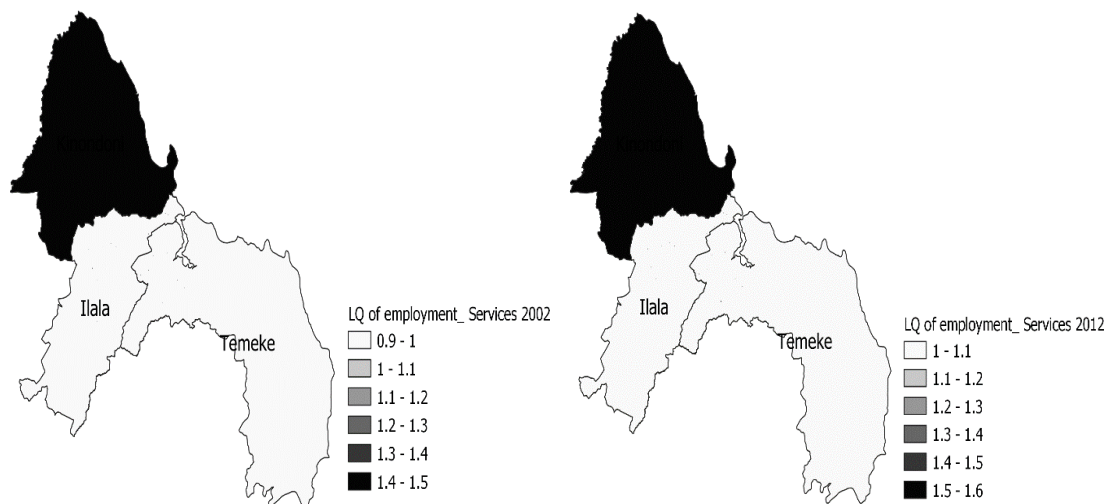 Kinondoni
Ilala
Temeke
LQ of employment_ Services 2002
0.9 - 1
1 - 1.1
1.1 - 1.2
1.2 - 1.3
1.3 - 1.4
1.4 - 1.5
Kinondoni
Ilala
Temeke
LQ of employment_ Services 2012
1 - 1.1
1.1 - 1.2
1.2 - 1.3
1.3 - 1.4
1.4 - 1.5
1.5 - 1.6